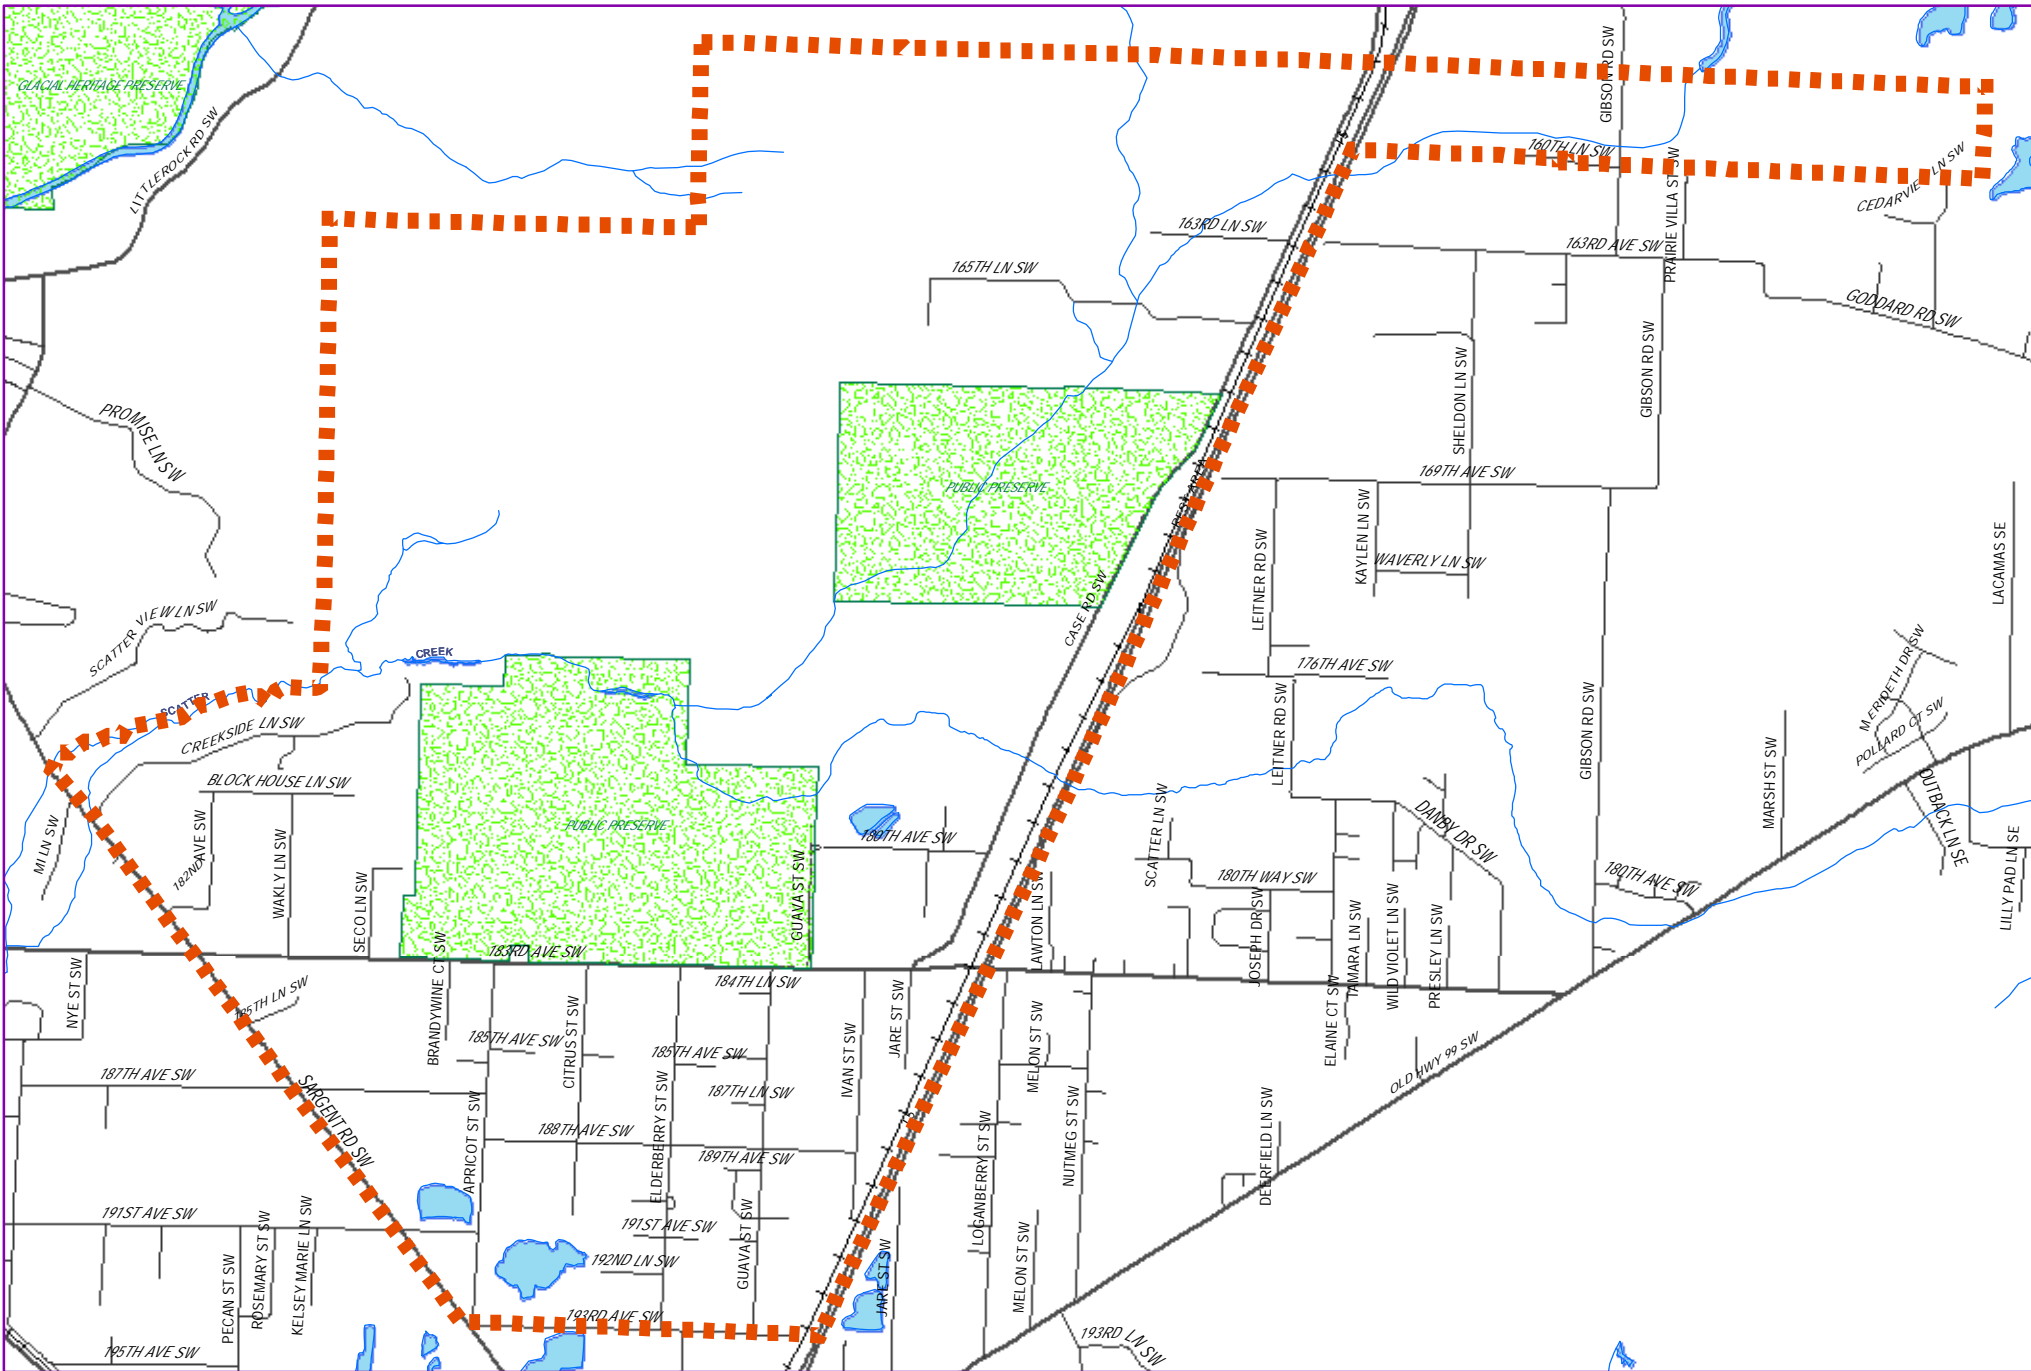 GLACIAL HERITAGE PRESERVE
LITTLEROCK RD SW
GIBSON RD SW
160TH LN SW
PRAIRIE VILLA ST SW
CEDARVIEW LN SW
163RD LN SW
163RD AVE SW
165TH LN SW
GODDARD RD SW
GIBSON RD SW
SHELDON LN SW
PROMISE LN SW
PUBLIC PRESERVE
REST AREA
169TH AVE SW
KAYLEN LN SW
WAVERLY LN SW
LEITNER RD SW
LACAMAS SE
CASE RD SW
SCATTER VIEW LN SW
CREEK
SCATTER
176TH AVE SW
MERIDETH DR SW
POLLARD CT SW
CREEKSIDE LN SW
LEITNER RD SW
GIBSON RD SW
MARSH ST SW
OUTBACK LN SE
BLOCK HOUSE LN SW
MI LN SW
182ND AVE SW
WAKLY LN SW
SECO LN SW
PUBLIC PRESERVE
GUAVA ST SW
180TH AVE SW
SCATTER LN SW
DANBY DR SW
180TH WAY SW
180TH AVE SW
LILLY PAD LN SE
LAWTON LN SW
JOSEPH DR SW
ELAINE CT SW
TAMARA LN SW
WILD VIOLET LN SW
PRESLEY LN SW
183RD AVE SW
NYE ST SW
185TH LN SW
BRANDYWINE CT SW
184TH LN SW
185TH AVE SW
CITRUS ST SW
185TH AVE SW
JARE ST SW
IVAN ST SW
MELON ST SW
OLD HWY 99 SW
187TH AVE SW
SARGENT RD SW
187TH LN SW
188TH AVE SW
APRICOT ST SW
ELDERBERRY ST SW
189TH AVE SW
I-5
LOGANBERRY ST SW
NUTMEG ST SW
DEERFIELD LN SW
191ST AVE SW
PECAN ST SW
ROSEMARY ST SW
KELSEY MARIE LN SW
191ST AVE SW
192ND LN SW
GUAVA ST SW
JARE ST SW
MELON ST SW
193RD AVE SW
193RD LN SW
195TH AVE SW